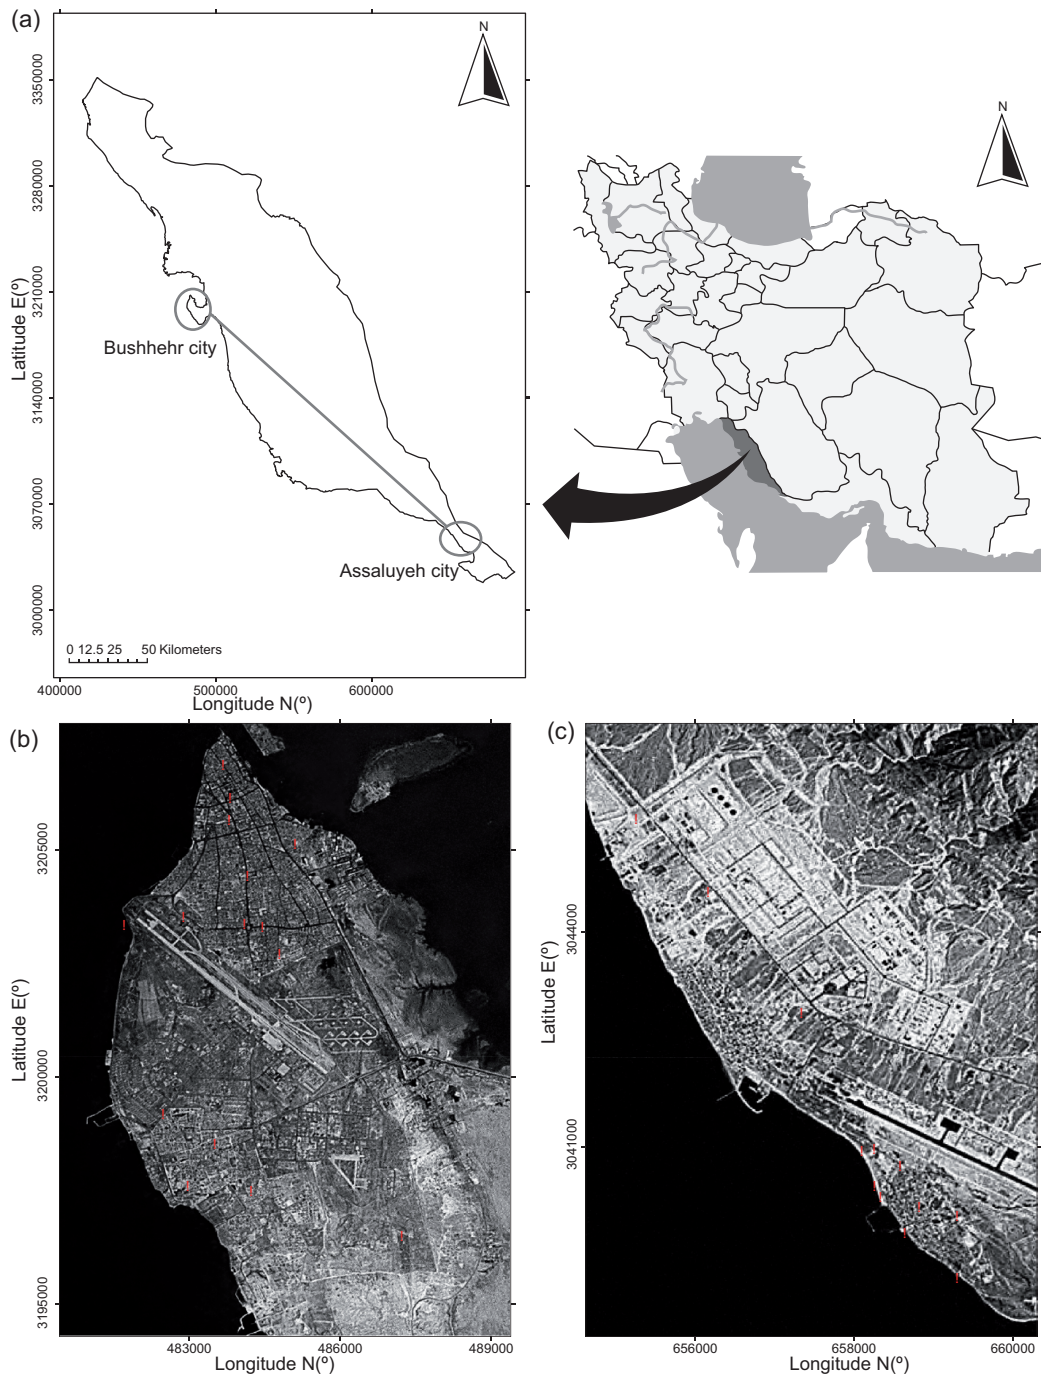 (a)
N
N
3350000
3280000
3210000
3140000
3070000
3000000
Latitude E(º)
Bushhehr city
Assaluyeh city
0 12.5 25 50 Kilometers
400000 500000 600000
Longitude N(º)
(b)
3205000
3200000
3195000
Latitude E(º)
483000 486000 489000
Longitude N(º)
(c)
3044000
3041000
Latitude E(º)
656000 658000 660000
Longitude N(º)